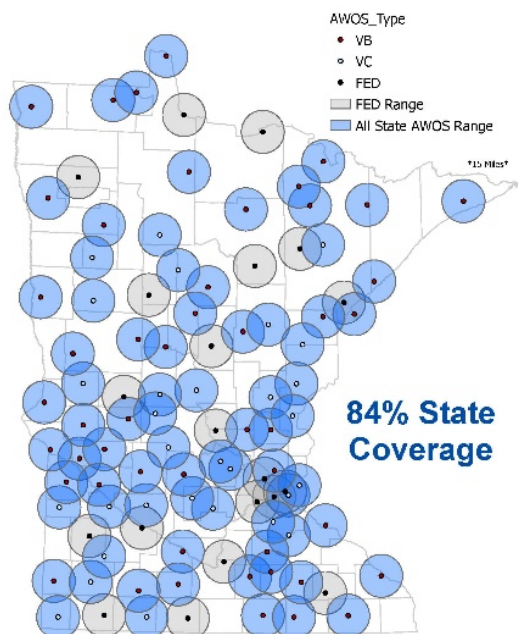 AWOS_Type
VB
VC
FED
FED Range
All State AWOS Range
*15 Miles*
84% State
Coverage